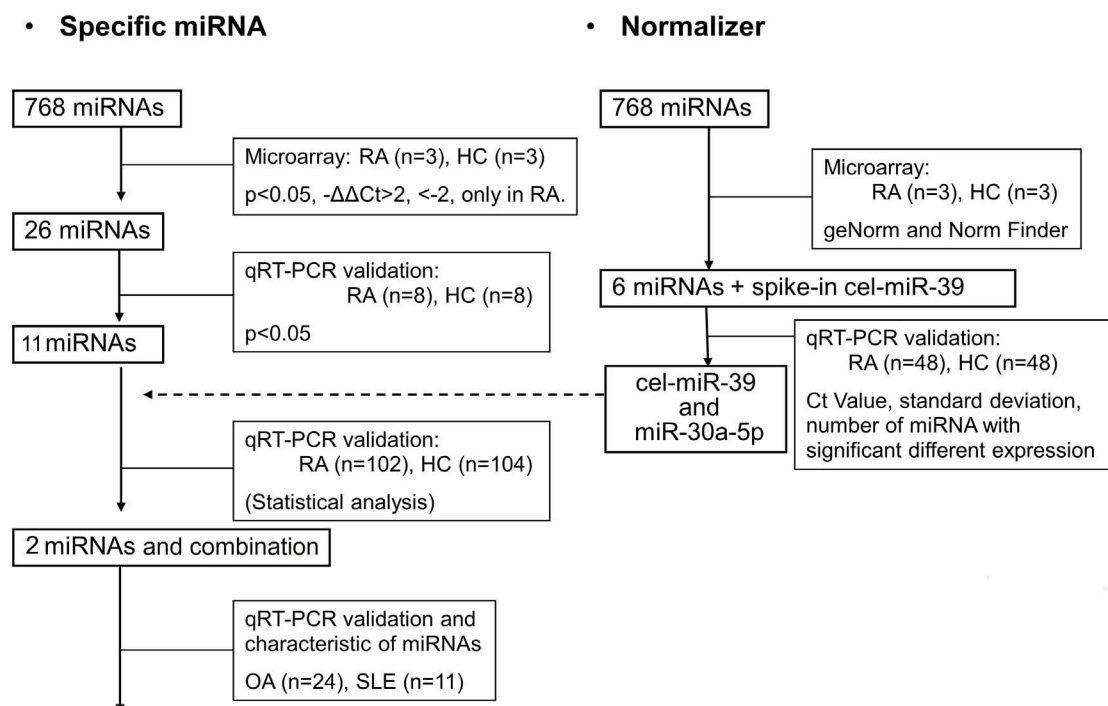 • Specific miRNA
768 miRNAs
Microarray: RA (n=3), HC (n=3)
p<0.05, -ΔΔCt>2, <-2, only in RA.
26 miRNAs
qRT-PCR validation:
RA (n=8), HC (n=8)
p<0.05
11 miRNAs
qRT-PCR validation:
RA (n=102), HC (n=104)
(Statistical analysis)
2 miRNAs and combination
qRT-PCR validation and
characteristic of miRNAs
OA (n=24), SLE (n=11)
• Normalizer
768 miRNAs
Microarray:
RA (n=3), HC (n=3)
geNorm and Norm Finder
6 miRNAs + spike-in cel-miR-39
qRT-PCR validation:
RA (n=48), HC (n=48)
Ct Value, standard deviation,
number of miRNA with
significant different expression
cel-miR-39
and
miR-30a-5p